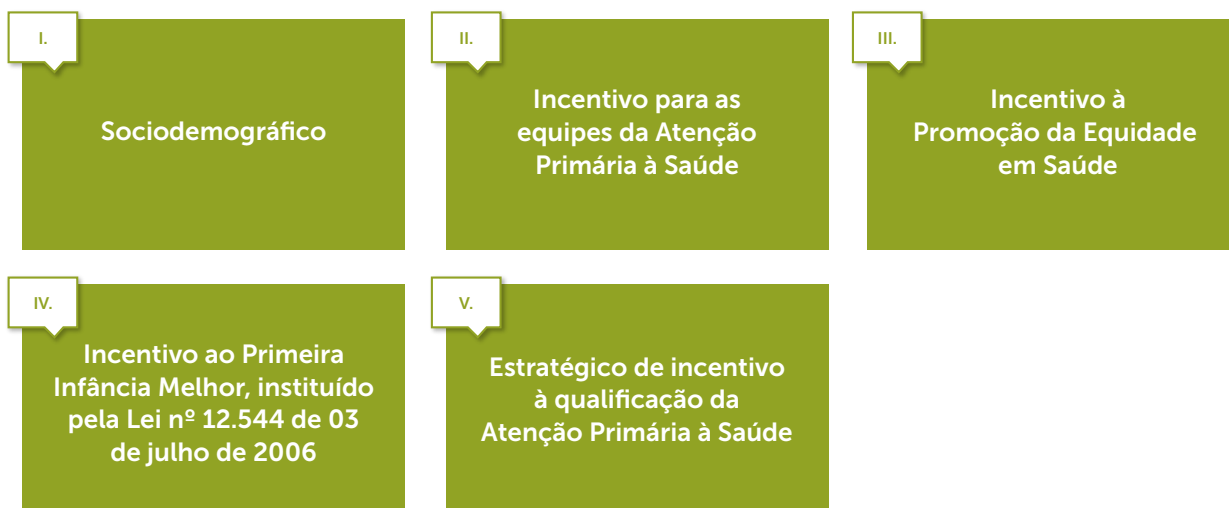 I.
Sociodemográfico
II.
Incentivo para as
equipes da Atenção
Primária à Saúde
III.
Incentivo à
Promoção da Equidade
em Saúde
IV.
Incentivo ao Primeira
Infância Melhor, instituído
pela Lei nº 12.544 de 03
de julho de 2006
V.
Estratégico de incentivo
à qualificação da
Atenção Primária à Saúde